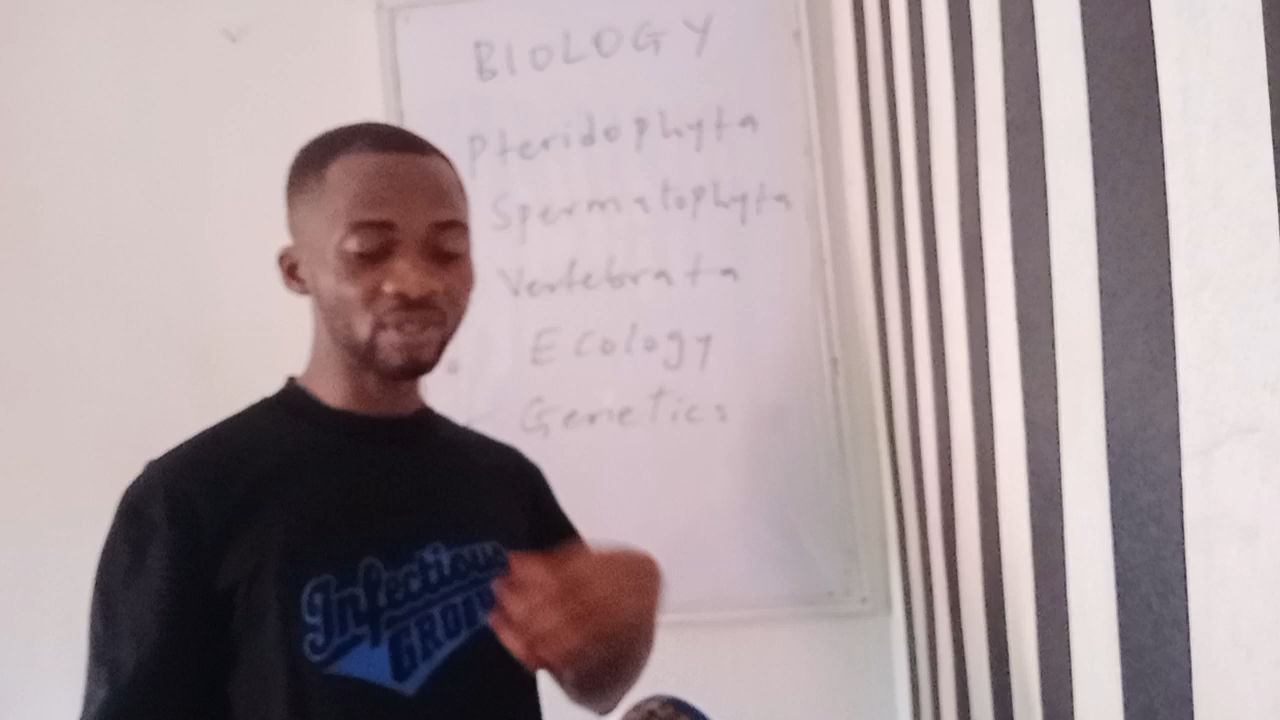 BIOLOGY
Pteridophyta
Spermatophyta
Vertebrata
Ecology
Genetics
Infectious